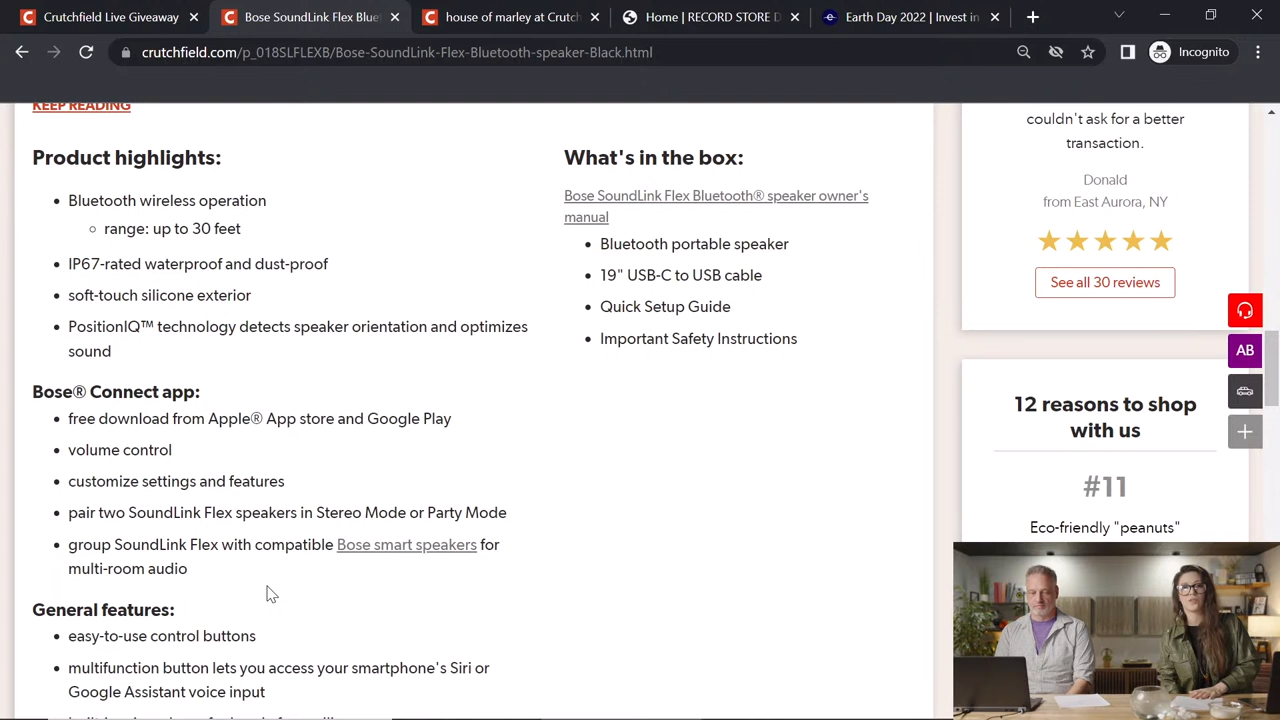 Crutchfield Live Giveaway
Bose SoundLink Flex Blue
house of marley at Crutch
Home | RECORD STORE D
Earth Day 2022 | Invest in
crutchfield.com/p_018SLFLEXB/Bose-SoundLink-Flex-Bluetooth-speaker-Black.html
Incognito
KEEP READING
Product highlights:
Bluetooth wireless operation
range: up to 30 feet
IP67-rated waterproof and dust-proof
soft-touch silicone exterior
PositionIQ™ technology detects speaker orientation and optimizes
sound
Bose® Connect app:
free download from Apple® App store and Google Play
volume control
customize settings and features
pair two SoundLink Flex speakers in Stereo Mode or Party Mode
group SoundLink Flex with compatible Bose smart speakers for
multi-room audio
General features:
easy-to-use control buttons
multifunction button lets you access your smartphone's Siri or
Google Assistant voice input
What's in the box:
Bose SoundLink Flex Bluetooth® speaker owner's
manual
Bluetooth portable speaker
19" USB-C to USB cable
Quick Setup Guide
Important Safety Instructions
couldn't ask for a better
transaction.
Donald
from East Aurora, NY
See all 30 reviews
AB
12 reasons to shop
with us
#11
Eco-friendly "peanuts"